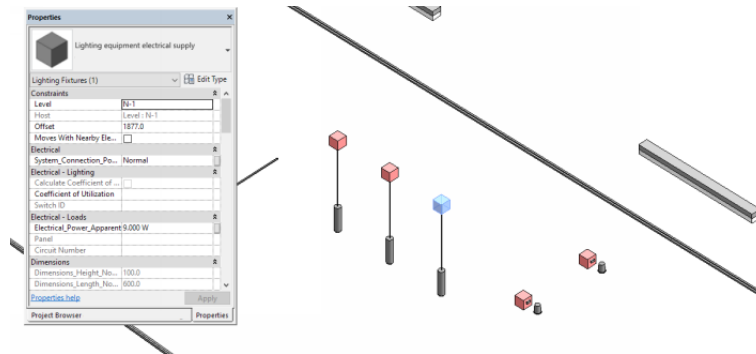 Properties
Lighting equipment electrical supply
Lighting Fixtures (1)
Edit Type
Constraints
Level N-1
Host Level : N-1
Offset 1877.0
Moves With Nearby Ele...
Electrical
System_Connection_Po... Normal
Electrical - Lighting
Calculate Coefficient of ...
Coefficient of Utilization
Switch ID
Electrical - Loads
Electrical_Power_Apparent 9.000 W
Panel
Circuit Number
Dimensions
Dimensions_Height_No... 100.0
Dimensions_Length_No... 600.0
Properties help Apply
Project Browser Properties